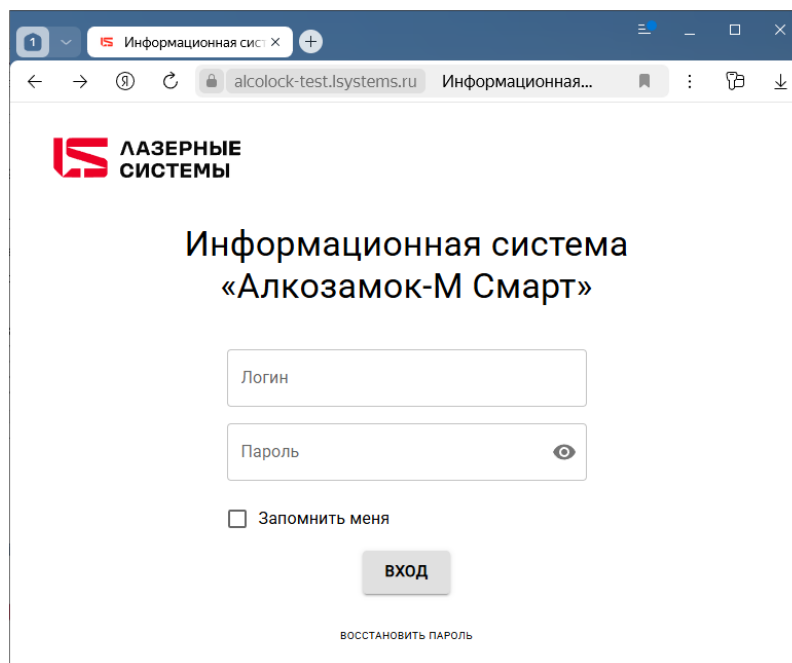 1
Информационная сис
alcolock-test.lsystems.ru Информационная...
ЛАЗЕРНЫЕ
СИСТЕМЫ
Информационная система
«Алкозамок-М Смарт»
Логин
Пароль
Запомнить меня
ВХОД
ВОССТАНОВИТЬ ПАРОЛЬ